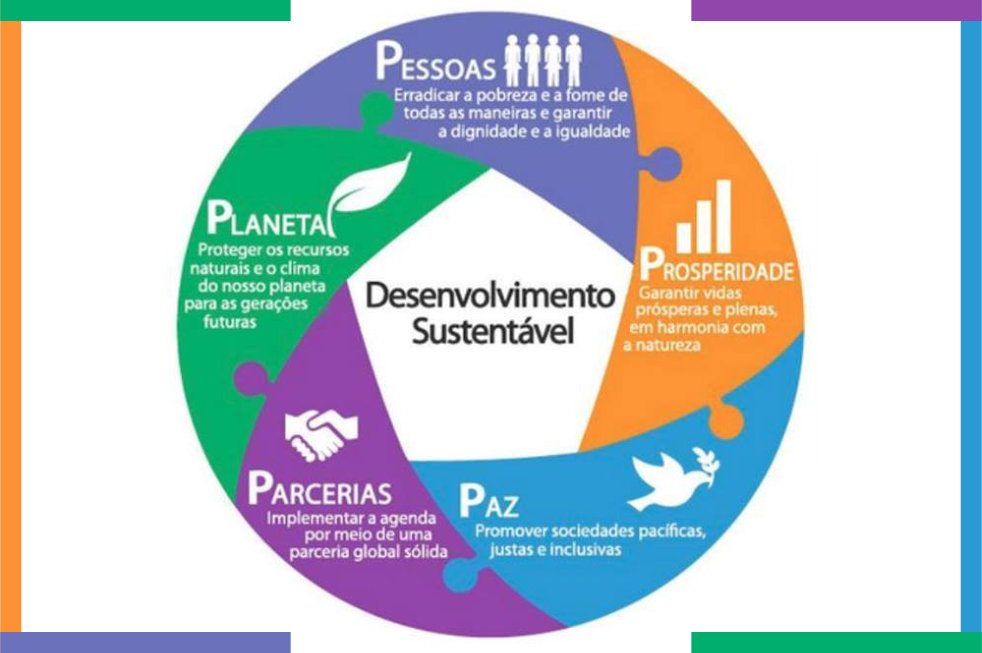 PESSOAS
Erradicar a pobreza e a fome de
todas as maneiras e garantir
a dignidade e a igualdade
PROSPERIDADE
Garantir vidas
prósperas e plenas,
em harmonia com
a natureza
PAZ
Promover sociedades pacíficas,
justas e inclusivas
PARCERIAS
Implementar a agenda
por meio de uma
parceria global sólida
PLANETA
Proteger os recursos
naturais e o clima
do nosso planeta
para as gerações
futuras
Desenvolvimento
Sustentável